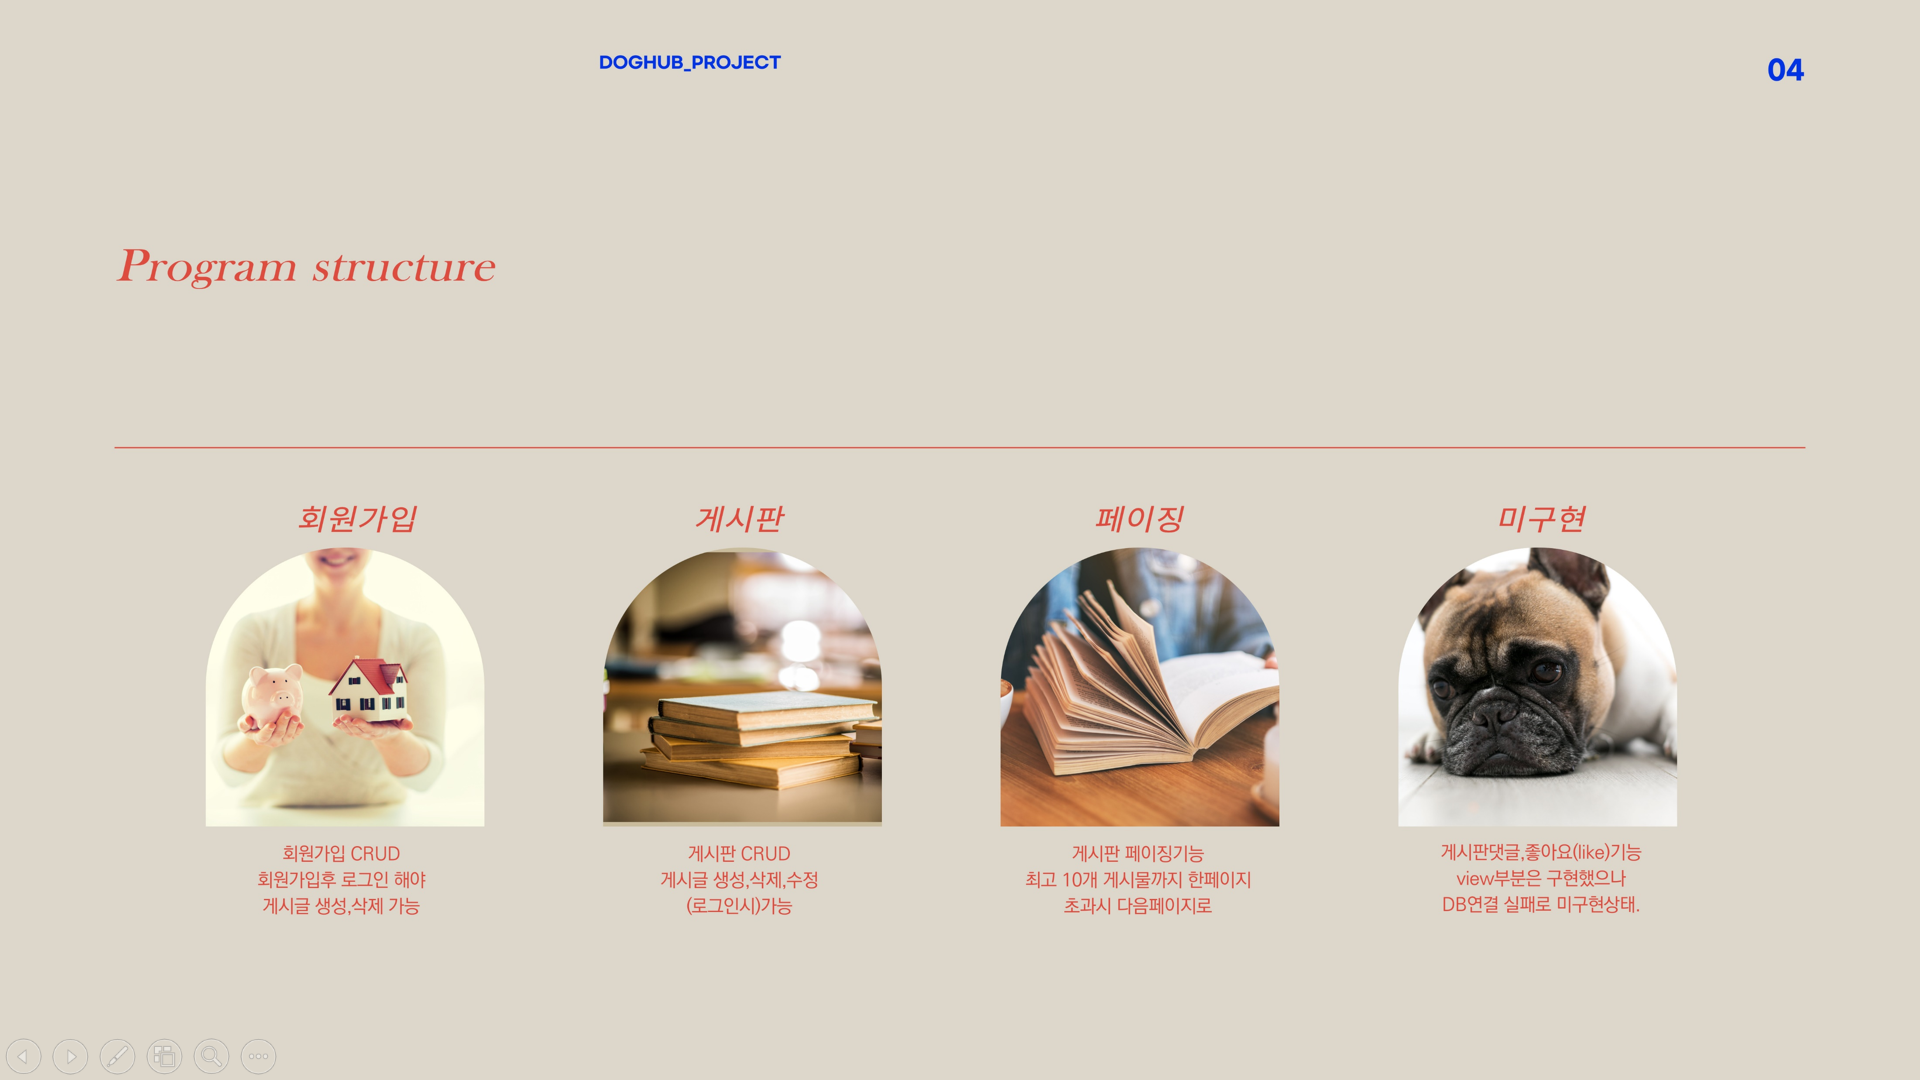 DOGHUB_PROJECT
04
Program structure
회원가입
게시판
페이징
미구현
회원가입 CRUD
회원가입후 로그인 해야
게시글 생성,삭제 가능
게시판 CRUD
게시글 생성,삭제,수정
(로그인시)가능
게시판 페이징기능
최고 10개 게시물까지 한페이지
초과시 다음페이지로
게시판댓글,좋아요(like)기능
view부분은 구현했으나
DB연결 실패로 미구현상태.